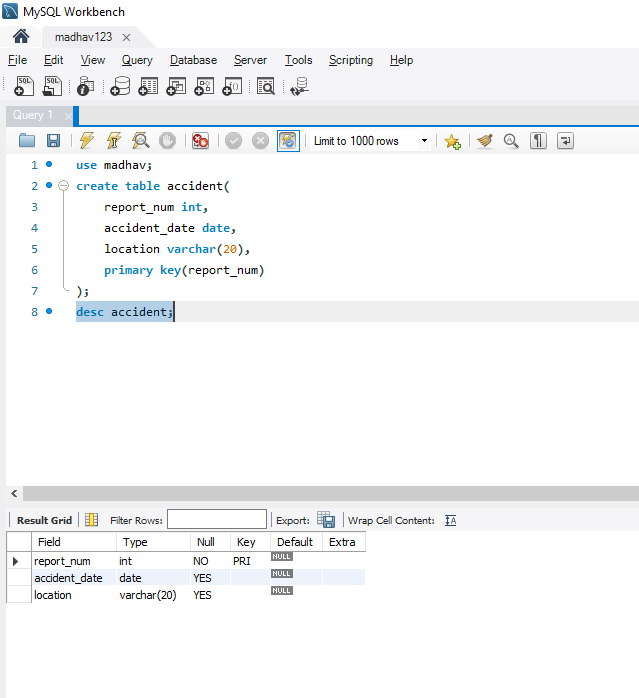 MySQL Workbench
madhav123
File Edit View Query Database Server Tools Scripting Help
SQL SQL
Query 1
Limit to 1000 rows
1 use madhav;
2 create table accident(
3 report_num int,
4 accident_date date,
5 location varchar(20),
6 primary key(report_num)
7 );
8 desc accident;
Result Grid Filter Rows: Export: Wrap Cell Content: IA
Field Type Null Key Default Extra
report_num int NO PRI NULL
accident_date date YES NULL
location varchar(20) YES NULL